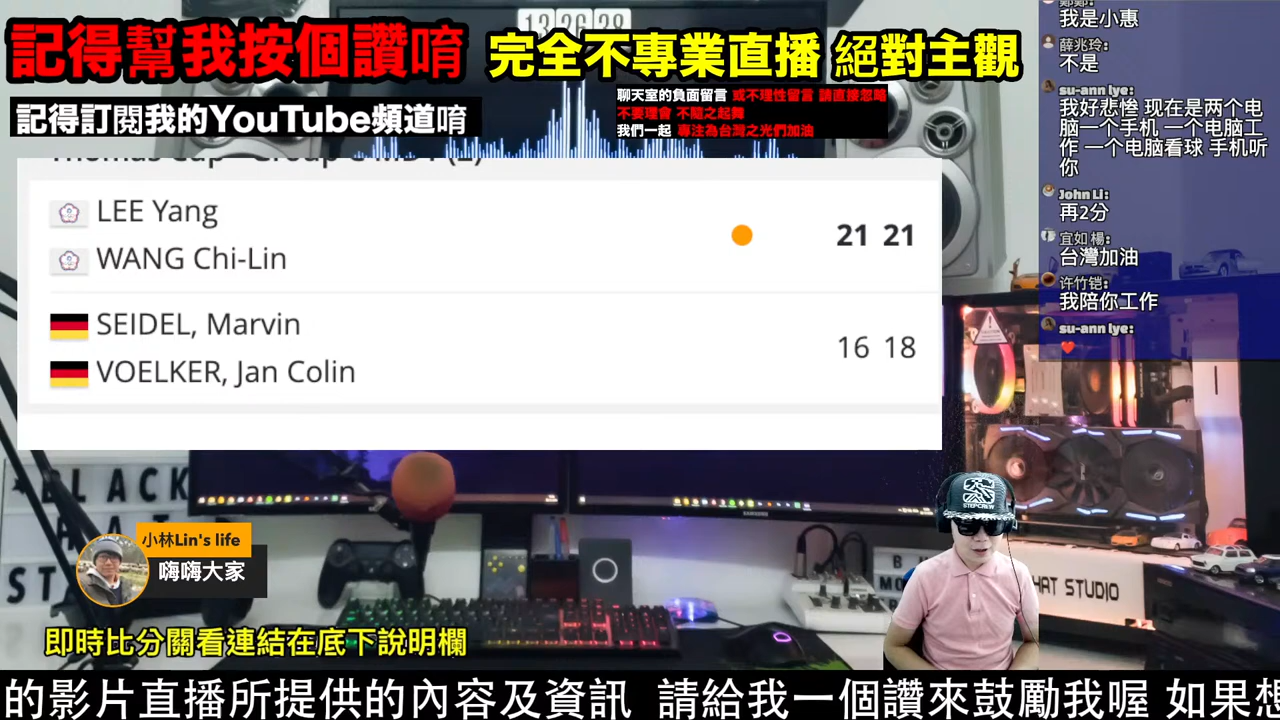 記得幫我按個讚唷
完全不專業直播 絕對主觀
記得訂閱我的YouTube頻道唷
聊天室的負面留言 或不理性留言 請直接忽略
不要理會 不隨之起舞
我們一起 專注為台灣之光們加油
LEE Yang
WANG Chi-Lin
21 21
SEIDEL, Marvin
VOELKER, Jan Colin
16 18
我是小惠
薛兆玲:
不是
su-ann lye:
我好悲惨 现在是两个电
脑一个手机 一个电脑工
作 一个电脑看球 手机听
你
John Li:
再2分
宜如 楊:
台灣加油
许竹铠:
我陪你工作
su-ann lye:
BLACK
小林Lin's life
嗨嗨大家
即時比分關看連結在底下說明欄
STEPCREW
HAT STUDIO
SAMSUNG
的影片直播所提供的內容及資訊 請給我一個讚來鼓勵我喔 如果想